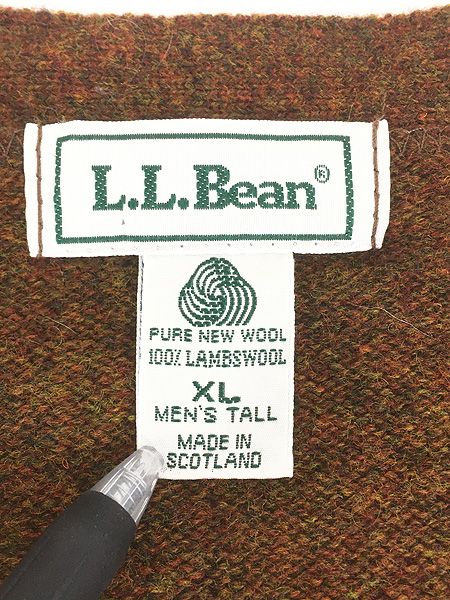 L.L.Bean®
PURE NEW WOOL
100% LAMBSWOOL
XL
MEN'S TALL
MADE IN
SCOTLAND